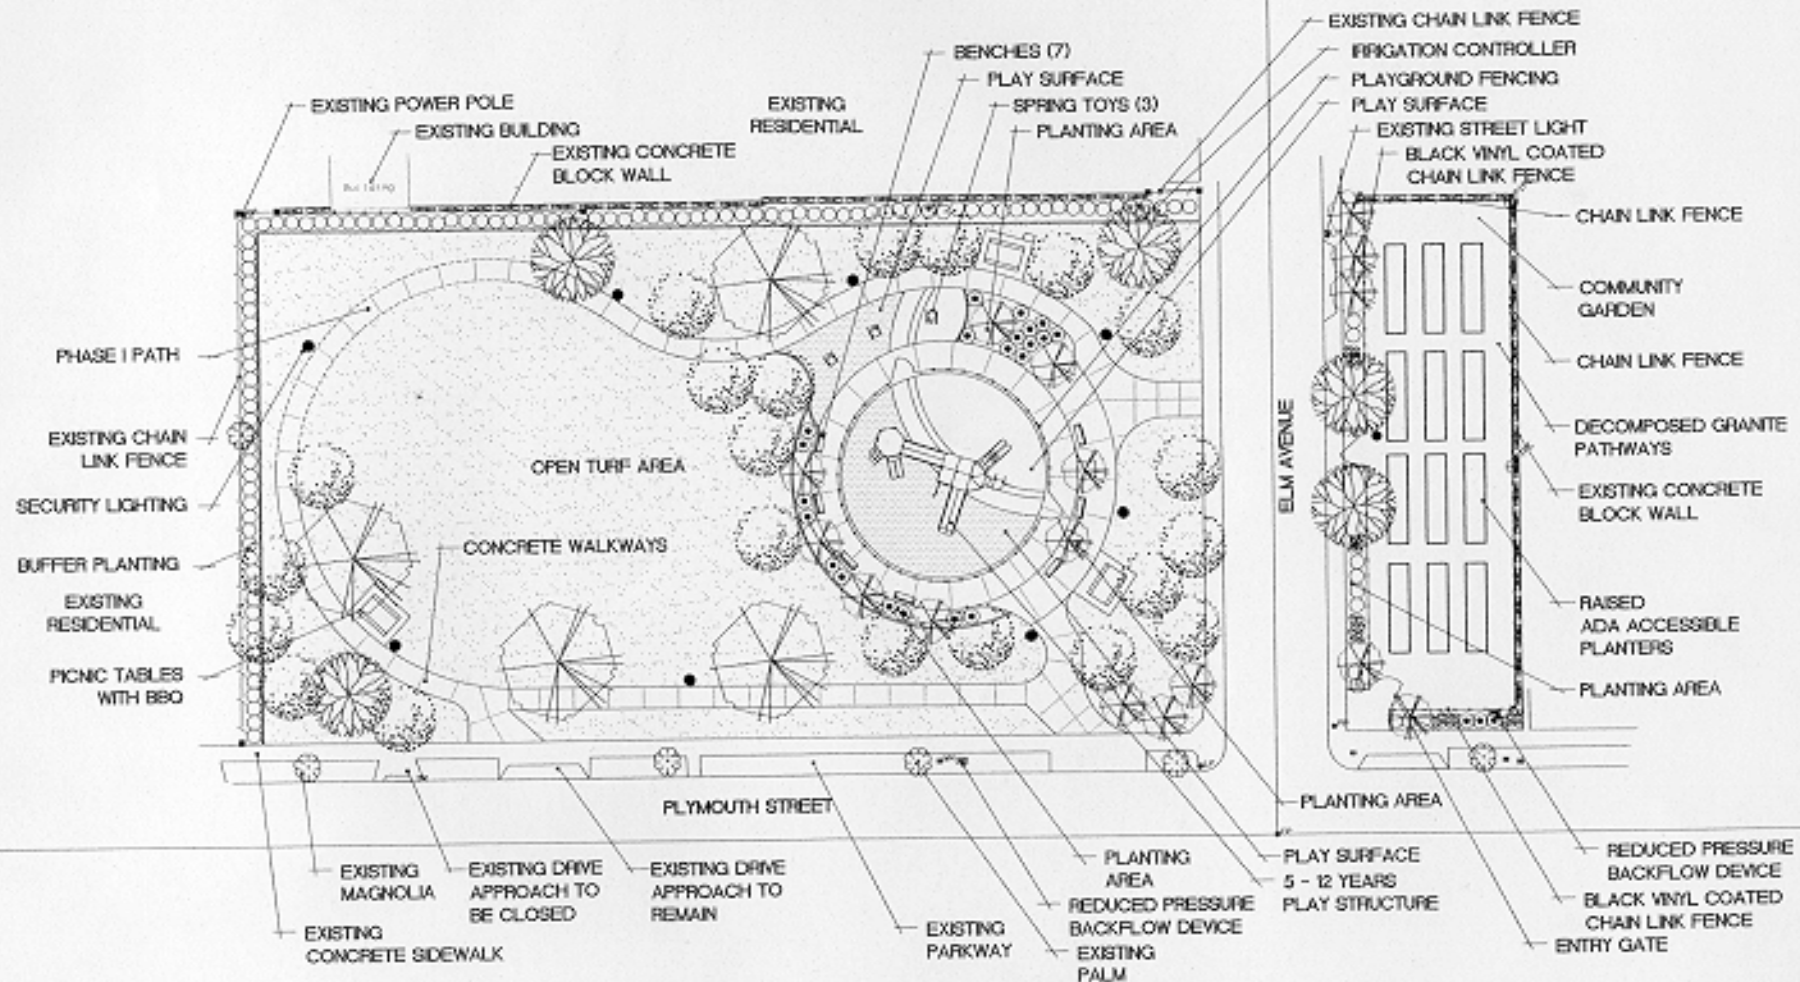 EXISTING CHAIN LINK FENCE
IRRIGATION CONTROLLER
PLAYGROUND FENCING
PLAY SURFACE
EXISTING STREET LIGHT
BLACK VINYL COATED
CHAIN LINK FENCE
BENCHES (7)
PLAY SURFACE
SPRING TOYS (3)
PLANTING AREA
EXISTING
RESIDENTIAL
EXISTING POWER POLE
EXISTING BUILDING
EXISTING CONCRETE
BLOCK WALL
Building
CHAIN LINK FENCE
COMMUNITY
GARDEN
CHAIN LINK FENCE
DECOMPOSED GRANITE
PATHWAYS
EXISTING CONCRETE
BLOCK WALL
RAISED
ADA ACCESSIBLE
PLANTERS
PLANTING AREA
PHASE I PATH
EXISTING CHAIN
LINK FENCE
SECURITY LIGHTING
BUFFER PLANTING
EXISTING
RESIDENTIAL
PICNIC TABLES
WITH BBQ
OPEN TURF AREA
CONCRETE WALKWAYS
ELM AVENUE
PLYMOUTH STREET
PLANTING AREA
EXISTING
MAGNOLIA
EXISTING DRIVE
APPROACH TO
BE CLOSED
EXISTING DRIVE
APPROACH TO
REMAIN
EXISTING
CONCRETE SIDEWALK
EXISTING
PARKWAY
PLANTING
AREA
REDUCED PRESSURE
BACKFLOW DEVICE
EXISTING
PALM
PLAY SURFACE
5 - 12 YEARS
PLAY STRUCTURE
REDUCED PRESSURE
BACKFLOW DEVICE
BLACK VINYL COATED
CHAIN LINK FENCE
ENTRY GATE